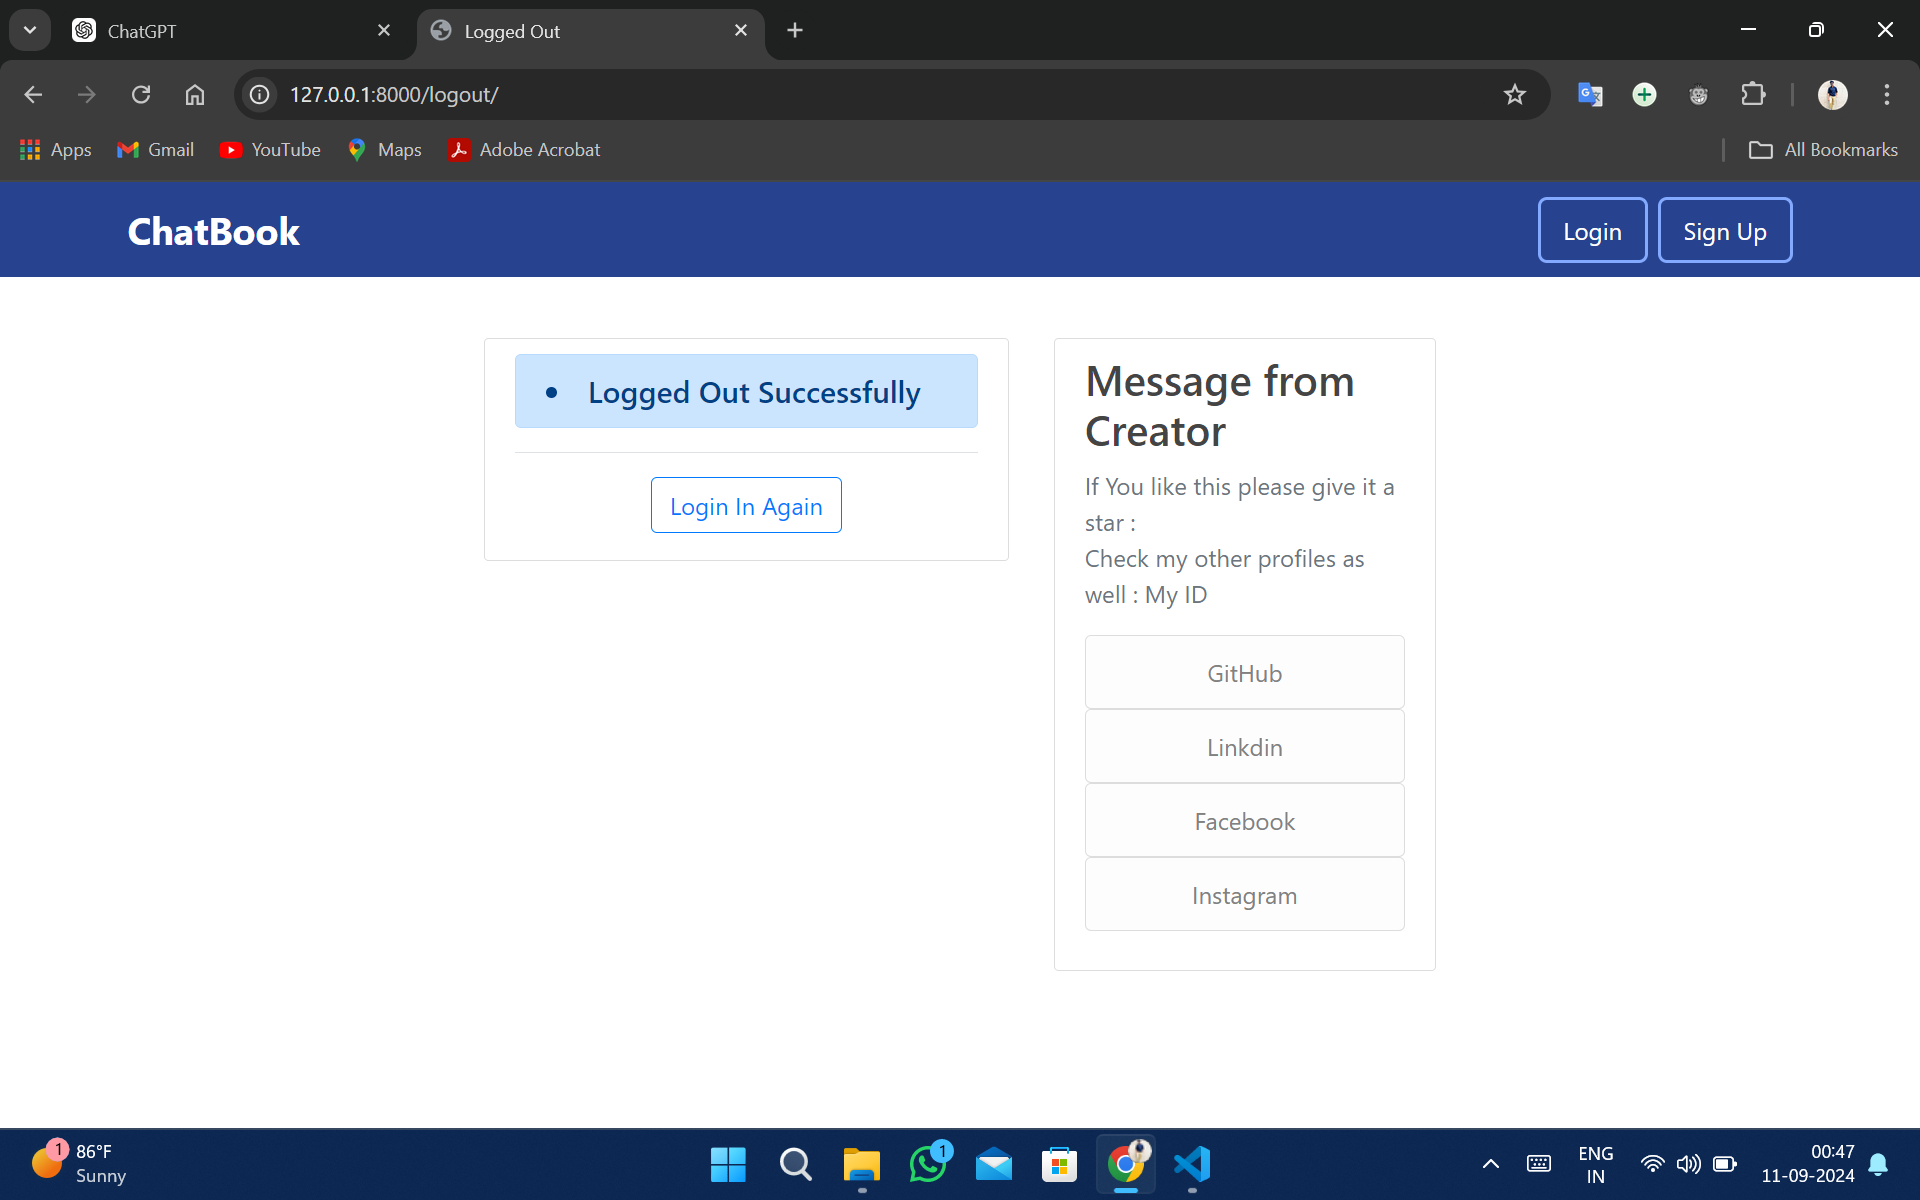 ChatGPT
Logged Out
127.0.0.1:8000/logout/
Apps
Gmail
YouTube
Maps
Adobe Acrobat
All Bookmarks
ChatBook
Login
Sign Up
Logged Out Successfully
Login In Again
Message from
Creator
If You like this please give it a
star :
Check my other profiles as
well : My ID
GitHub
Linkdin
Facebook
Instagram
1
86°F
Sunny
1
ENG
IN
00:47
11-09-2024